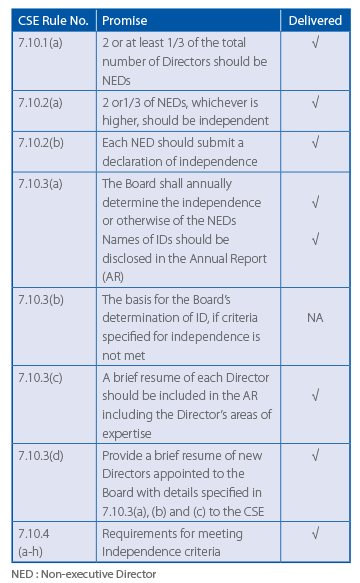 CSE Rule No. Promise Delivered
7.10.1(a) 2 or at least 1/3 of the total √
number of Directors should be
NEDs
7.10.2(a) 2 or1/3 of NEDs, whichever is √
higher, should be independent
7.10.2(b) Each NED should submit a √
declaration of independence
7.10.3(a) The Board shall annually
determine the independence √
or otherwise of the NEDs
Names of IDs should be √
disclosed in the Annual Report
(AR)
7.10.3(b) The basis for the Board's
determination of ID, if criteria NA
specified for independence is
not met
7.10.3(c) A brief resume of each Director
should be included in the AR √
including the Director's areas of
expertise
7.10.3(d) Provide a brief resume of new √
Directors appointed to the
Board with details specified in
7.10.3(a), (b) and (c) to the CSE
7.10.4 Requirements for meeting √
(a-h) Independence criteria
NED : Non-executive Director